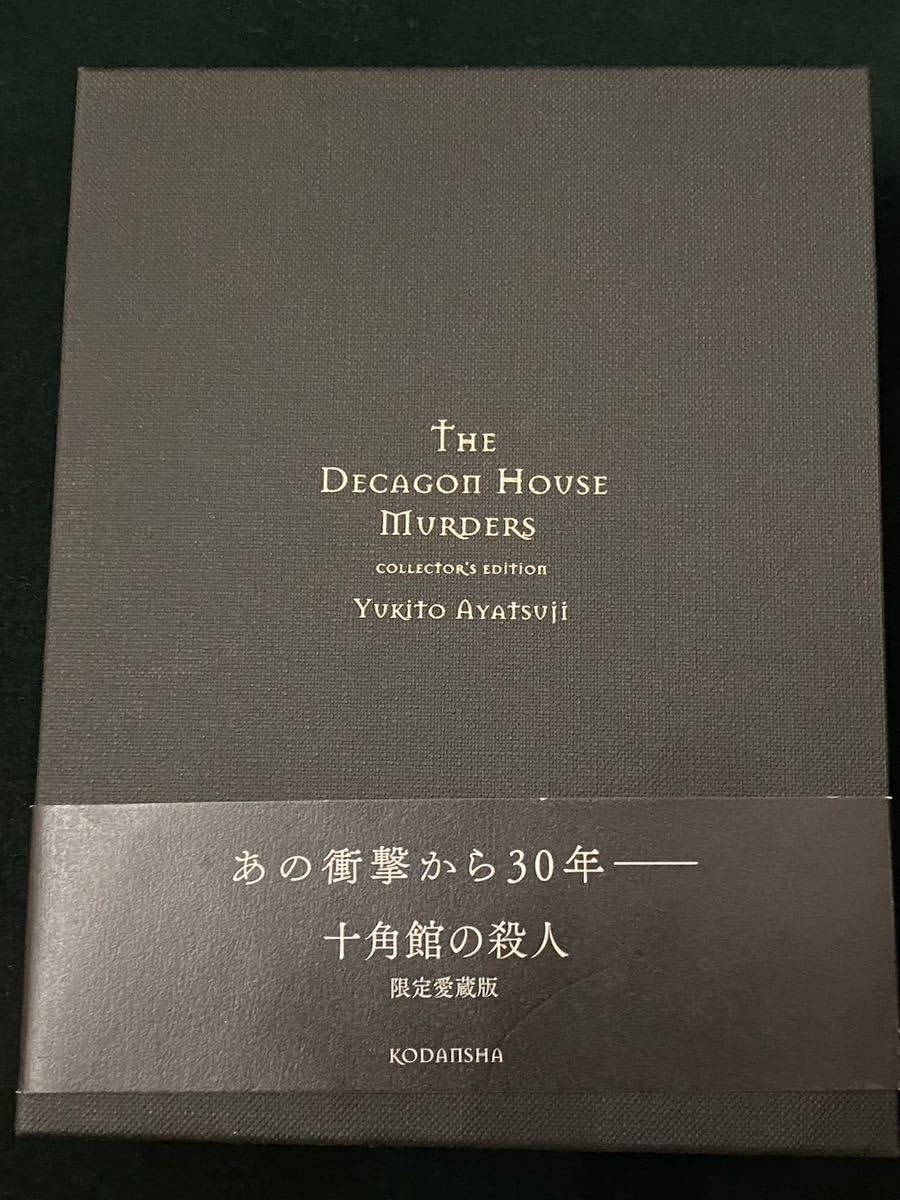 The
Decagon House
Murders
collector's edition
Yukito Ayatsuji
あの衝撃から30年――
十角館の殺人
限定愛蔵版
KODANSHA